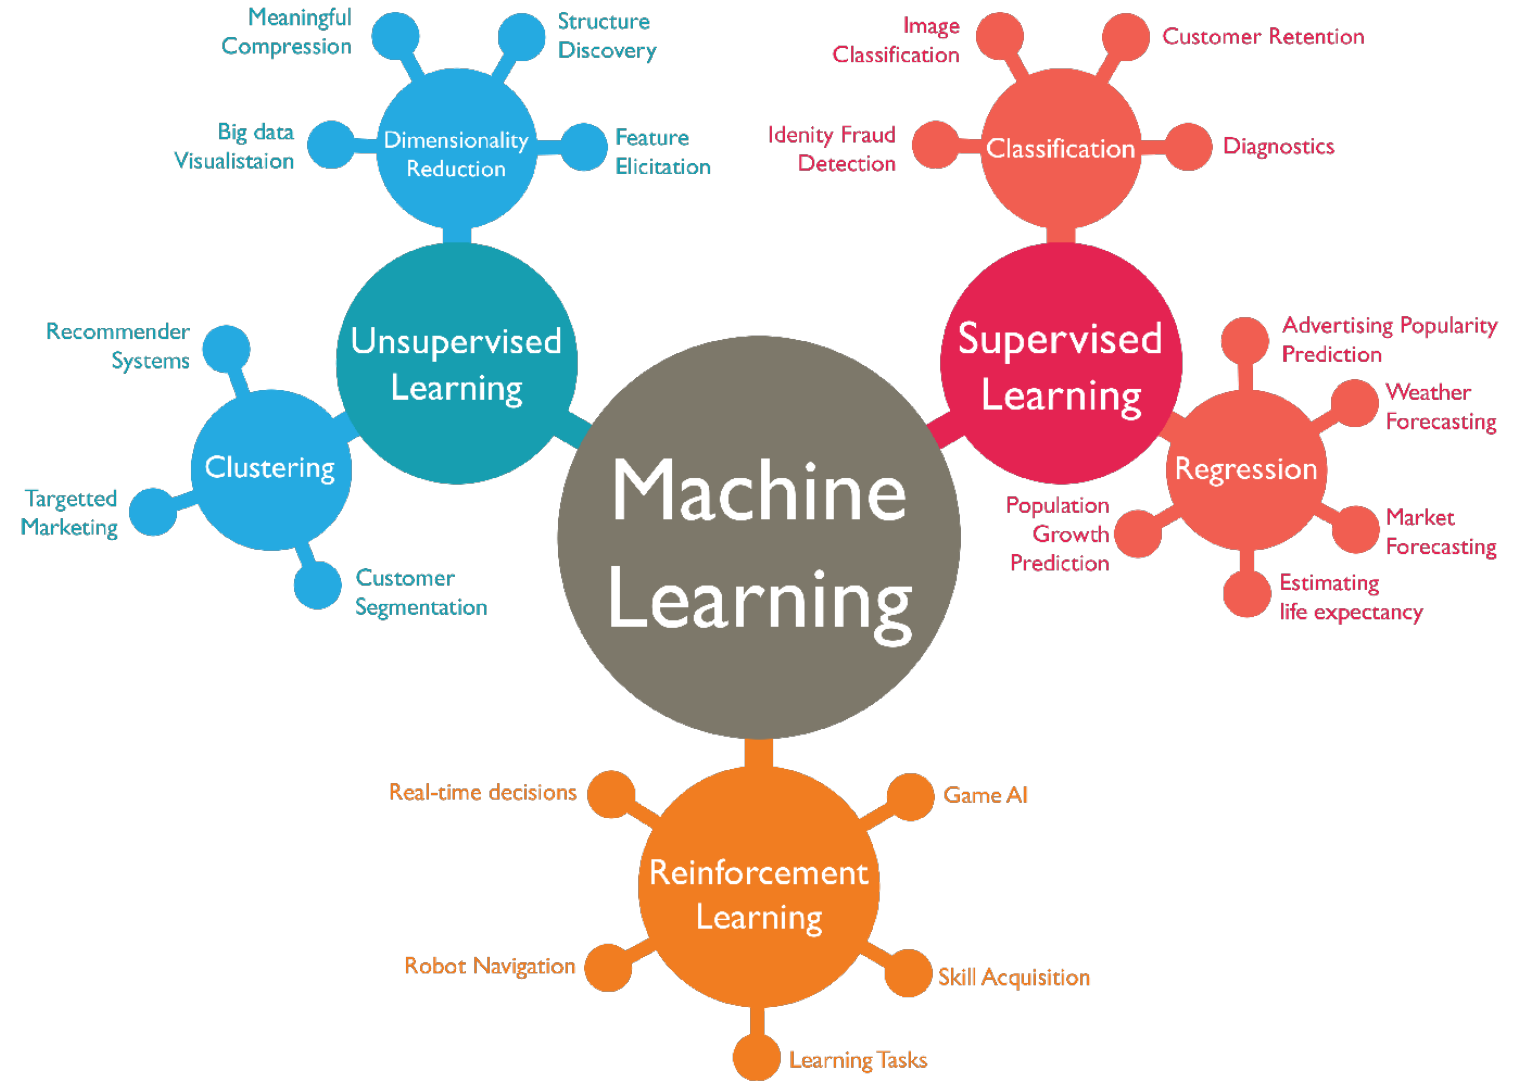 Meaningful
Compression
Structure
Discovery
Big data
Visualistaion
Dimensionality
Reduction
Feature
Elicitation
Image
Classification
Customer Retention
Idenity Fraud
Detection
Classification
Diagnostics
Unsupervised
Learning
Supervised
Learning
Recommender
Systems
Clustering
Targetted
Marketing
Customer
Segmentation
Advertising Popularity
Prediction
Weather
Forecasting
Regression
Population
Growth
Prediction
Market
Forecasting
Estimating
life expectancy
Machine
Learning
Real-time decisions
Game AI
Reinforcement
Learning
Robot Navigation
Skill Acquisition
Learning Tasks